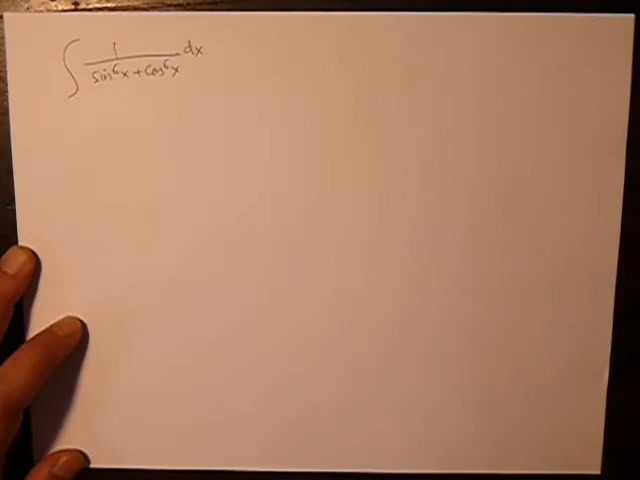 ∫ 1/(sin⁶x + cos⁶x) dx